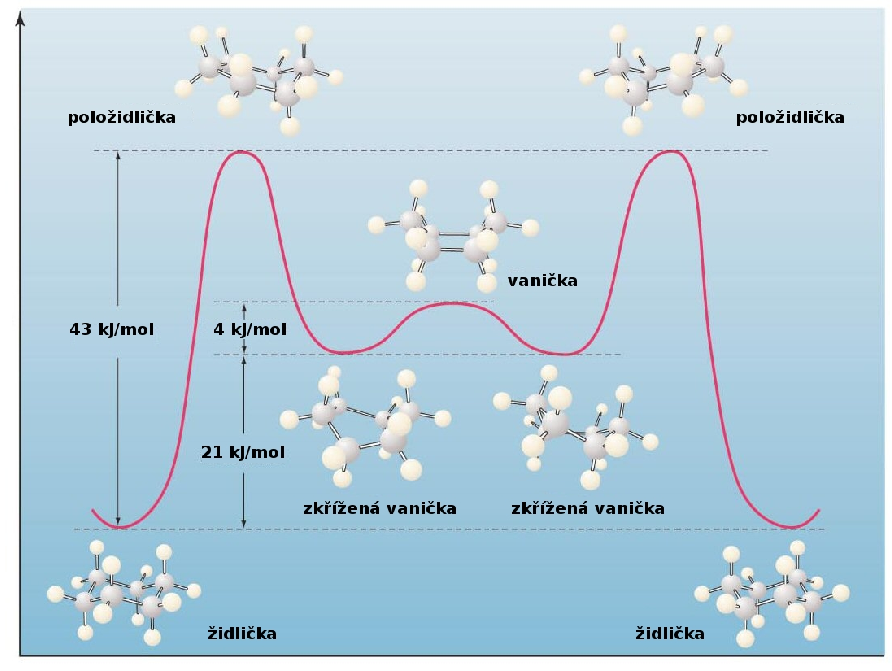 položidlička
položidlička
vanička
43 kJ/mol
4 kJ/mol
21 kJ/mol
zkřížená vanička
zkřížená vanička
židlička
židlička